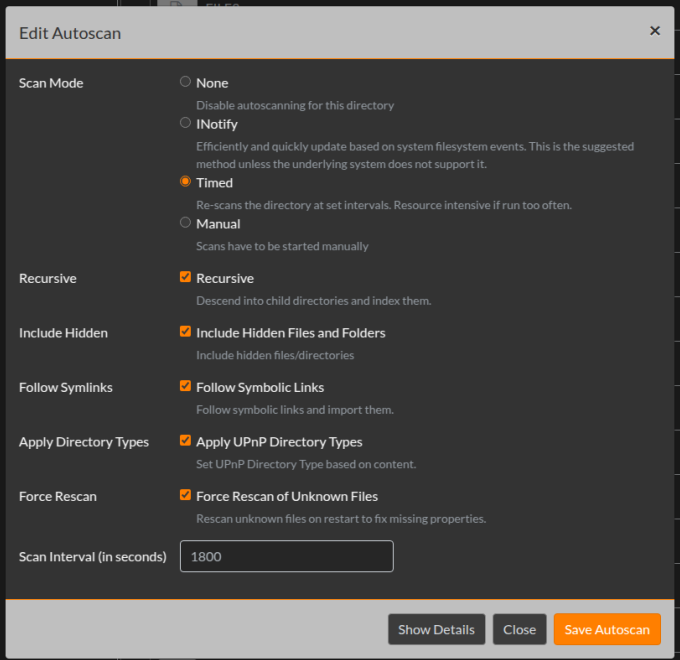 Edit Autoscan
×
Scan Mode
None
Disable autoscanning for this directory
INotify
Efficiently and quickly update based on system filesystem events. This is the suggested
method unless the underlying system does not support it.
Timed
Re-scans the directory at set intervals. Resource intensive if run too often.
Manual
Scans have to be started manually
Recursive
Recursive
Descend into child directories and index them.
Include Hidden
Include Hidden Files and Folders
Include hidden files/directories
Follow Symlinks
Follow Symbolic Links
Follow symbolic links and import them.
Apply Directory Types
Apply UPnP Directory Types
Set UPnP Directory Type based on content.
Force Rescan
Force Rescan of Unknown Files
Rescan unknown files on restart to fix missing properties.
Scan Interval (in seconds)
1800
Show Details
Close
Save Autoscan